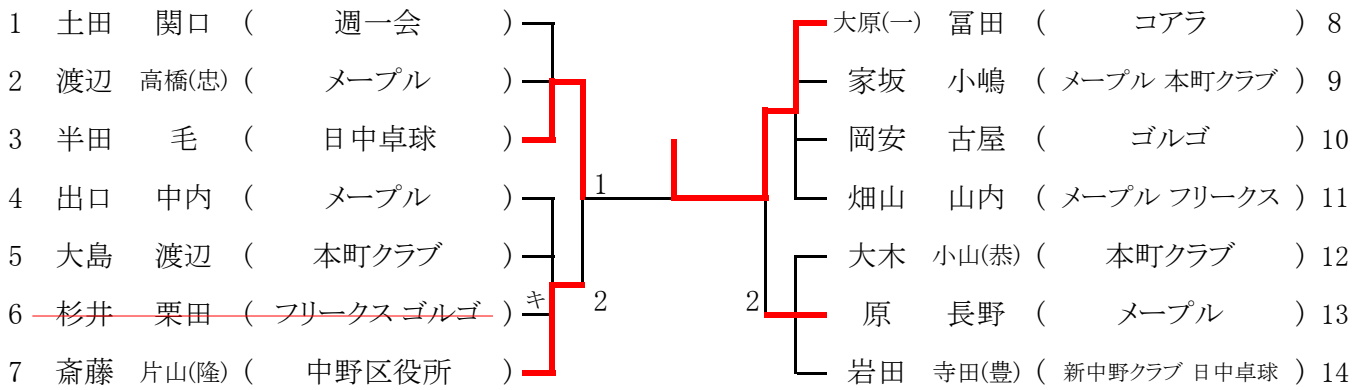 1 土田 関口 ( 週一会 ) 大原(一) 冨田 ( コアラ ) 8
2 渡辺 高橋(忠) ( メープル ) 家坂 小嶋 ( メープル 本町クラブ ) 9
3 半田 毛 ( 日中卓球 ) 岡安 古屋 ( ゴルゴ ) 10
4 出口 中内 ( メープル ) 1 畑山 山内 ( メープル フリークス ) 11
5 大島 渡辺 ( 本町クラブ ) 大木 小山(恭) ( 本町クラブ ) 12
6 杉井 栗田 ( フリークス ゴルゴ ) キ 2 2 原 長野 ( メープル ) 13
7 斎藤 片山(隆) ( 中野区役所 ) 岩田 寺田(豊) ( 新中野クラブ 日中卓球 ) 14